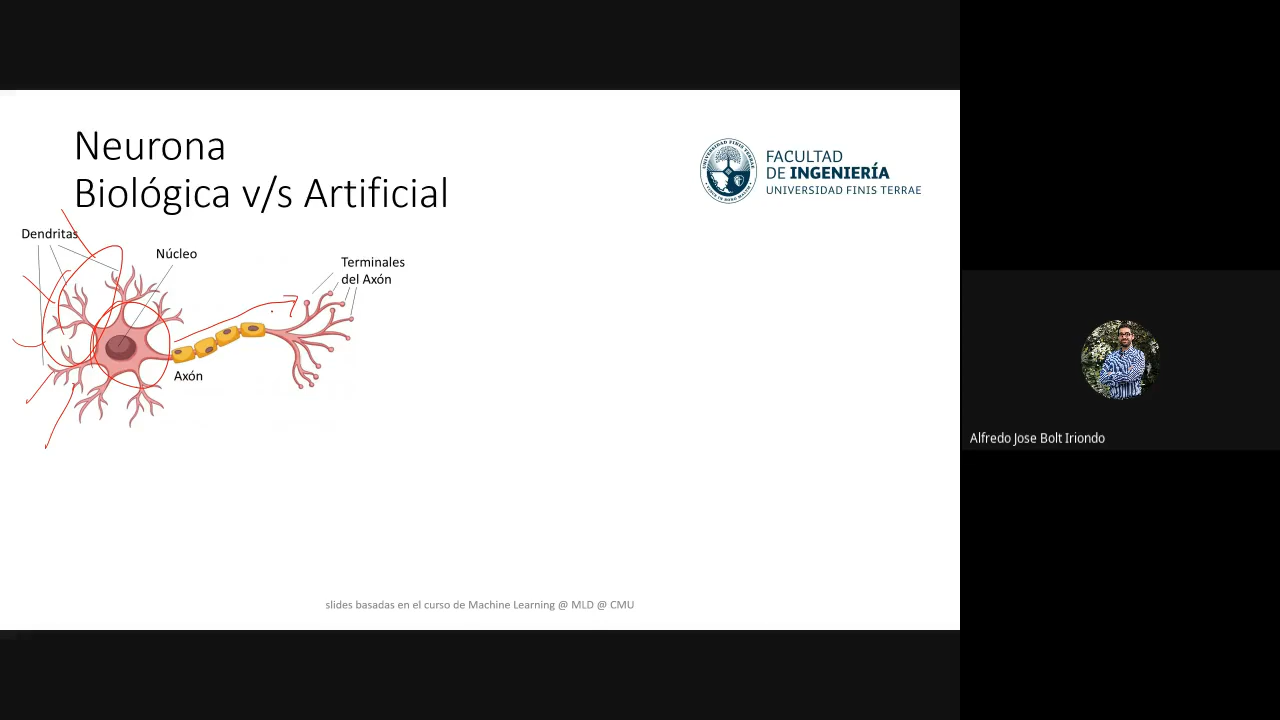 Neurona
Biológica v/s Artificial
FACULTAD
DE INGENIERÍA
UNIVERSIDAD FINIS TERRAE
Dendritas
Núcleo
Terminales
del Axón
Axón
slides basadas en el curso de Machine Learning @ MLD @ CMU
Alfredo Jose Bolt Iriondo